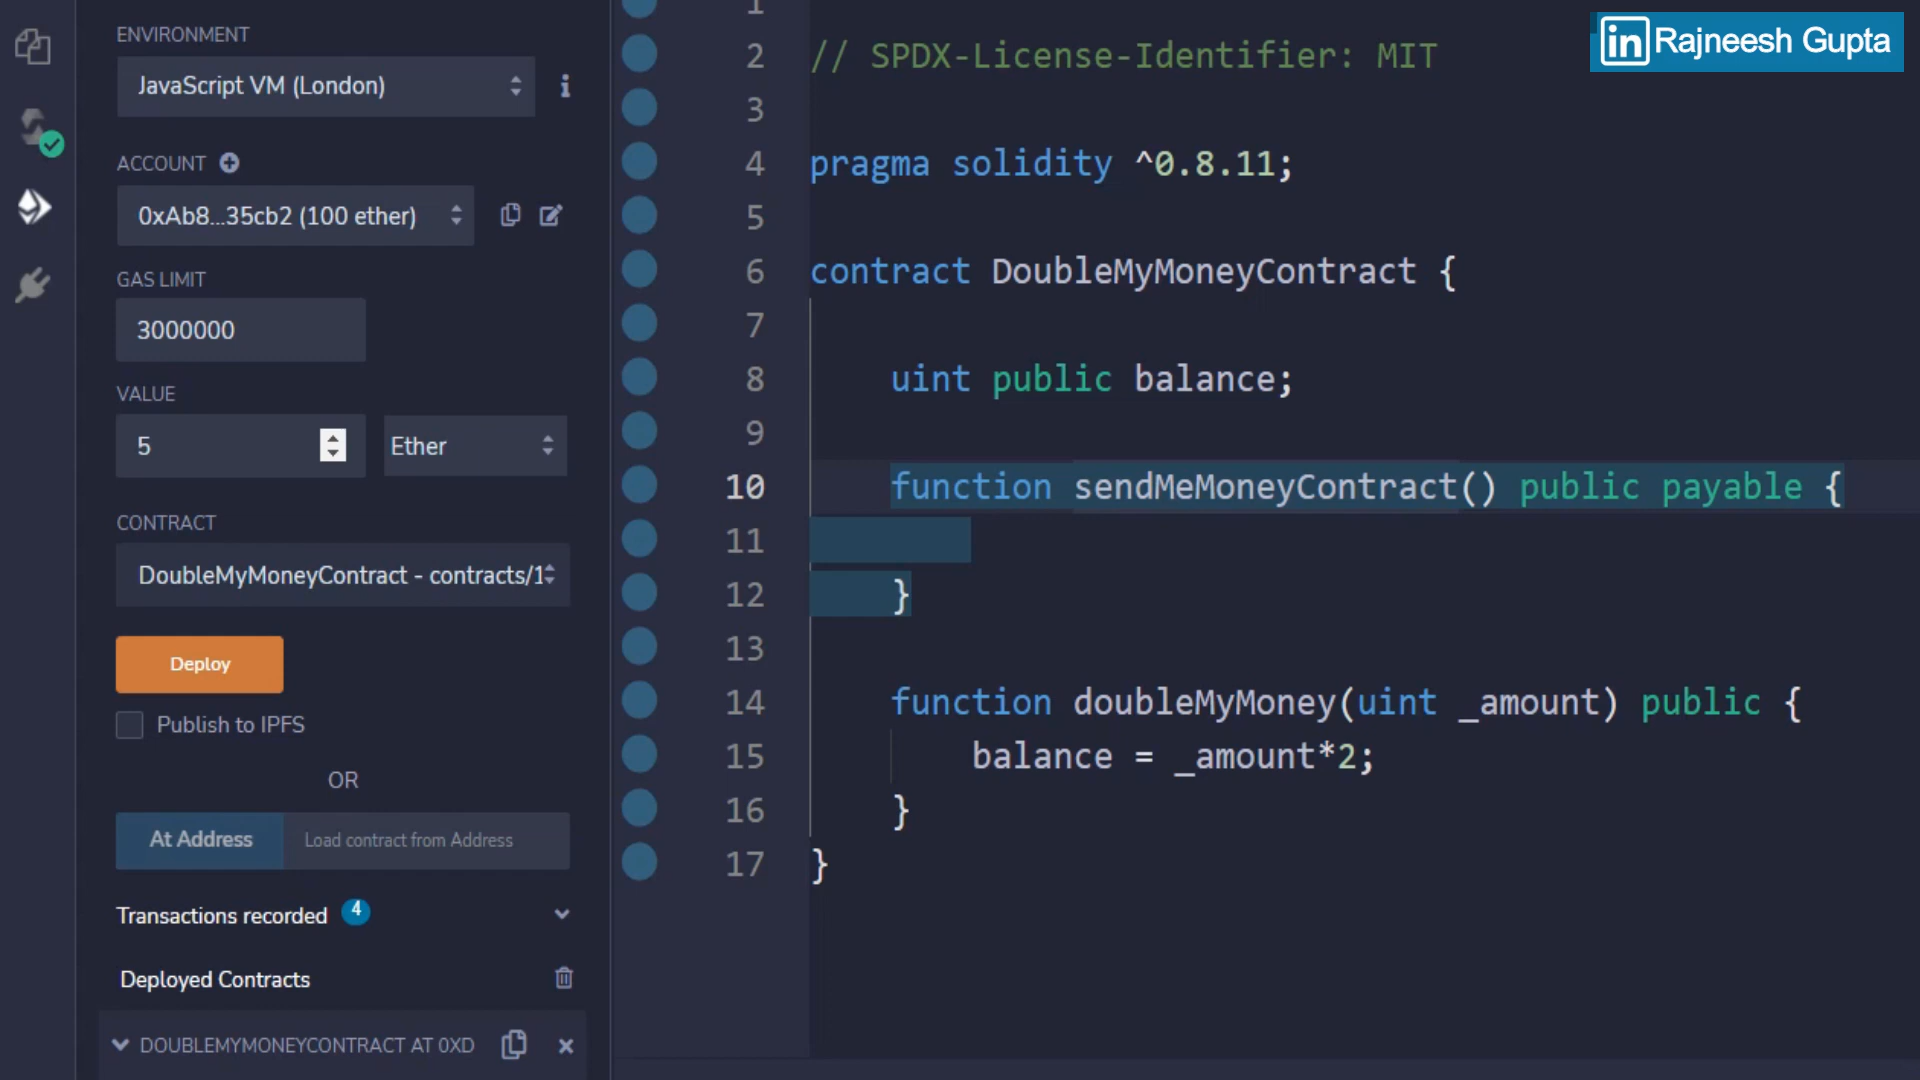 ENVIRONMENT
JavaScript VM (London)
ACCOUNT
0xAb8...35cb2 (100 ether)
GAS LIMIT
3000000
VALUE
5
Ether
CONTRACT
DoubleMyMoneyContract - contracts/1
Deploy
Publish to IPFS
OR
At Address
Load contract from Address
Transactions recorded 4
Deployed Contracts
DOUBLEMYMONEYCONTRACT AT 0XD
1
2 // SPDX-License-Identifier: MIT
3
4 pragma solidity ^0.8.11;
5
6 contract DoubleMyMoneyContract {
7
8 uint public balance;
9
10 function sendMeMoneyContract() public payable {
11
12 }
13
14 function doubleMyMoney(uint _amount) public {
15 balance = _amount*2;
16 }
17 }
in Rajneesh Gupta